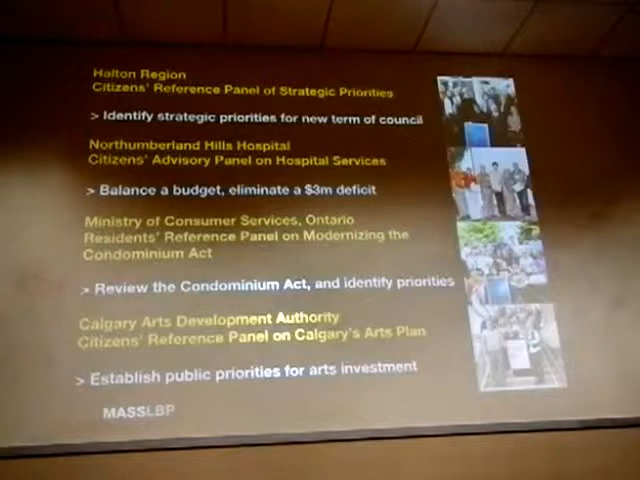 Halton Region
Citizens' Reference Panel of Strategic Priorities
> Identify strategic priorities for new term of council
Northumberland Hills Hospital
Citizens' Advisory Panel on Hospital Services
> Balance a budget, eliminate a $3m deficit
Ministry of Consumer Services, Ontario
Residents' Reference Panel on Modernizing the
Condominium Act
> Review the Condominium Act, and identify priorities
Calgary Arts Development Authority
Citizens' Reference Panel on Calgary's Arts Plan
> Establish public priorities for arts investment
MASSLBP